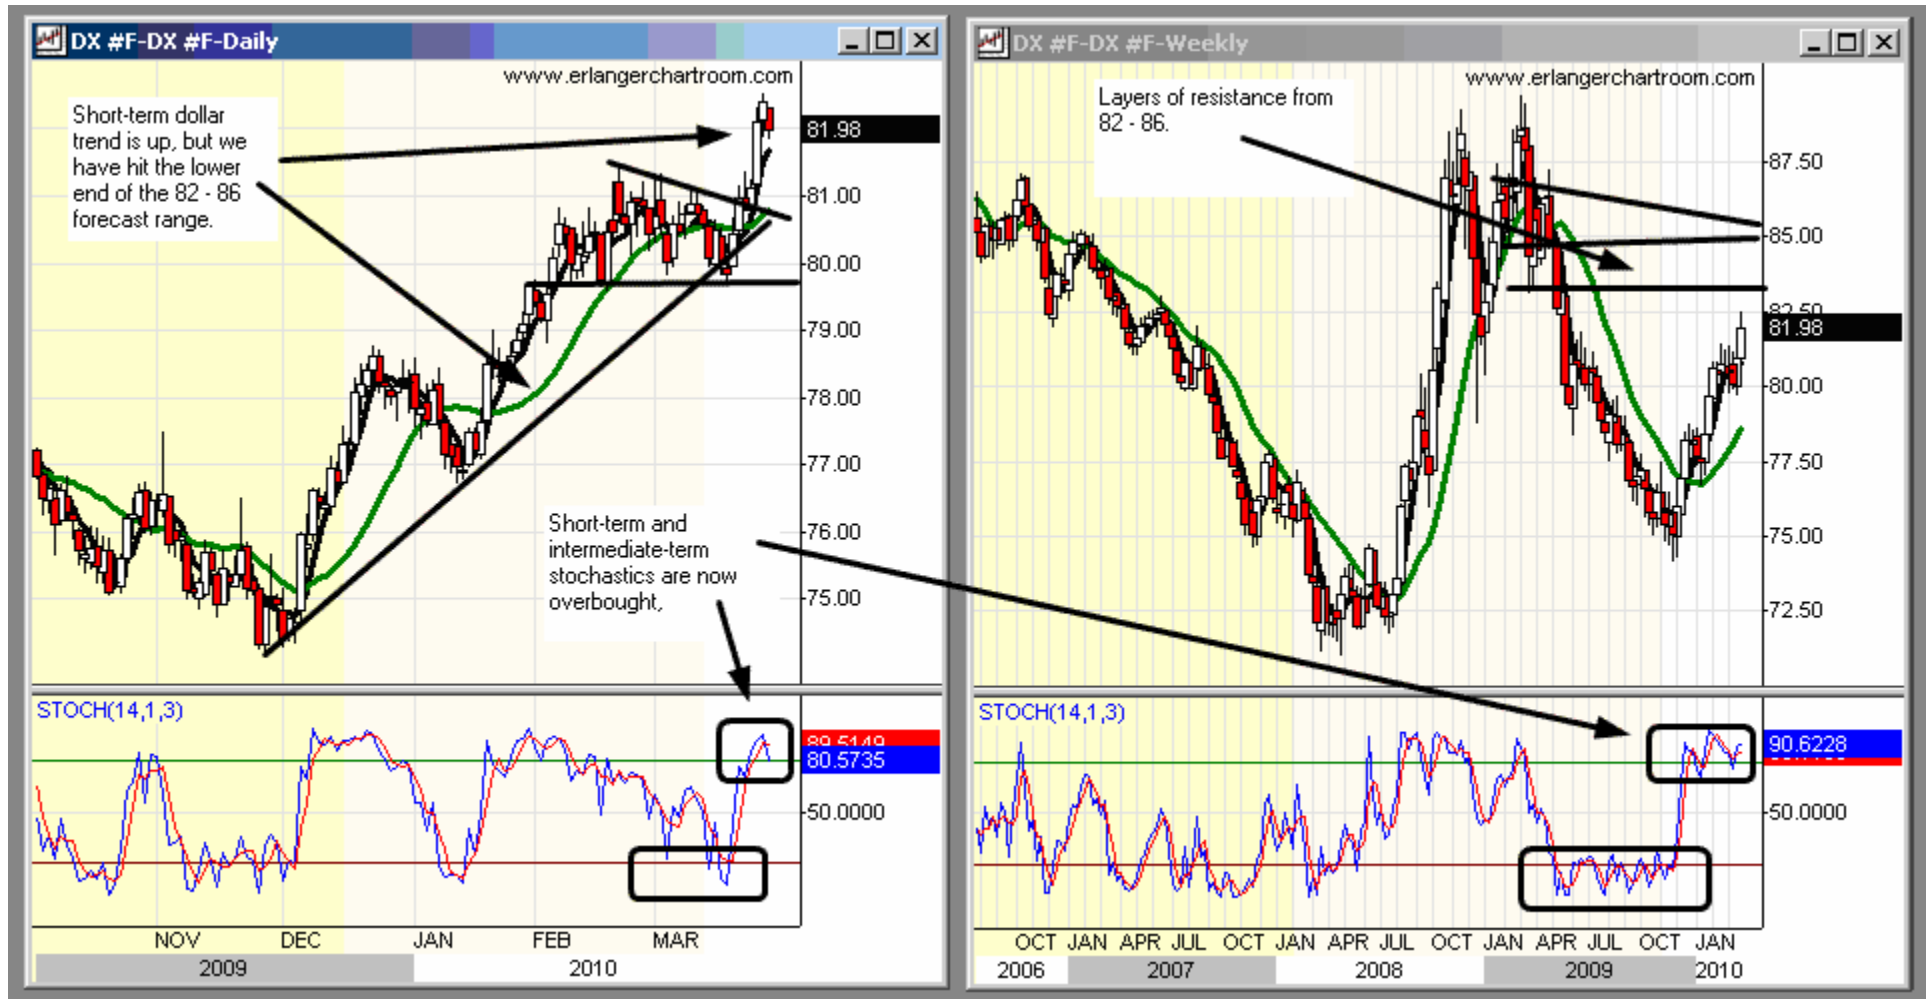 DX #F-DX #F-Daily
www.erlangerchartroom.com
Short-term dollar
trend is up, but we
have hit the lower
end of the 82 - 86
forecast range.
81.98
81.00
80.00
79.00
78.00
77.00
76.00
75.00
Short-term and
intermediate-term
stochastics are now
overbought,
STOCH(14,1,3)
89.5149
80.5735
50.0000
NOV DEC JAN FEB MAR
2009 2010
DX #F-DX #F-Weekly
www.erlangerchartroom.com
Layers of resistance from
82 - 86.
87.50
85.00
82.50
81.98
80.00
77.50
75.00
72.50
STOCH(14,1,3)
90.6228
50.0000
OCT JAN APR JUL OCT JAN APR JUL OCT JAN APR JUL OCT JAN
2006 2007 2008 2009 2010